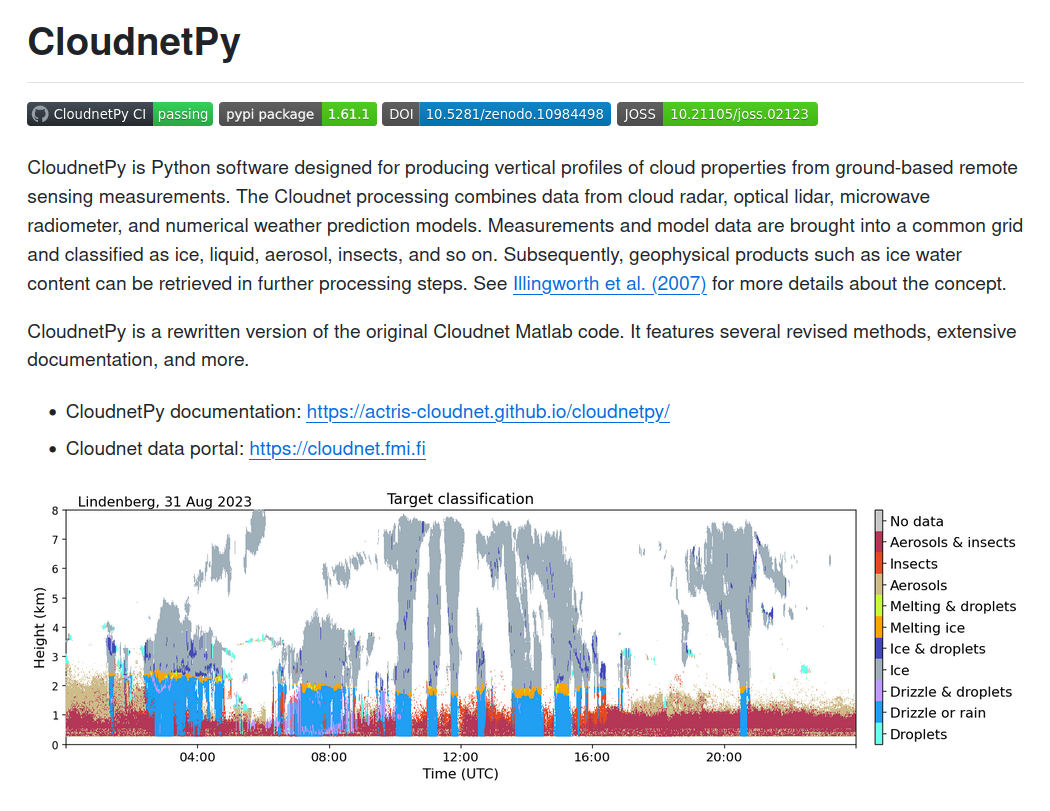 CloudnetPy
CloudnetPy CI passing pypi package 1.61.1 DOI 10.5281/zenodo.10984498 JOSS 10.21105/joss.02123
CloudnetPy is Python software designed for producing vertical profiles of cloud properties from ground-based remote
sensing measurements. The Cloudnet processing combines data from cloud radar, optical lidar, microwave
radiometer, and numerical weather prediction models. Measurements and model data are brought into a common grid
and classified as ice, liquid, aerosol, insects, and so on. Subsequently, geophysical products such as ice water
content can be retrieved in further processing steps. See Illingworth et al. (2007) for more details about the concept.
CloudnetPy is a rewritten version of the original Cloudnet Matlab code. It features several revised methods, extensive
documentation, and more.
• CloudnetPy documentation: https://actris-cloudnet.github.io/cloudnetpy/
• Cloudnet data portal: https://cloudnet.fmi.fi
Lindenberg, 31 Aug 2023 Target classification
8
7
6
5
4
3
2
1
0
Height (km)
04:00 08:00 12:00 16:00 20:00
Time (UTC)
No data
Aerosols & insects
Insects
Aerosols
Melting & droplets
Melting ice
Ice & droplets
Ice
Drizzle & droplets
Drizzle or rain
Droplets